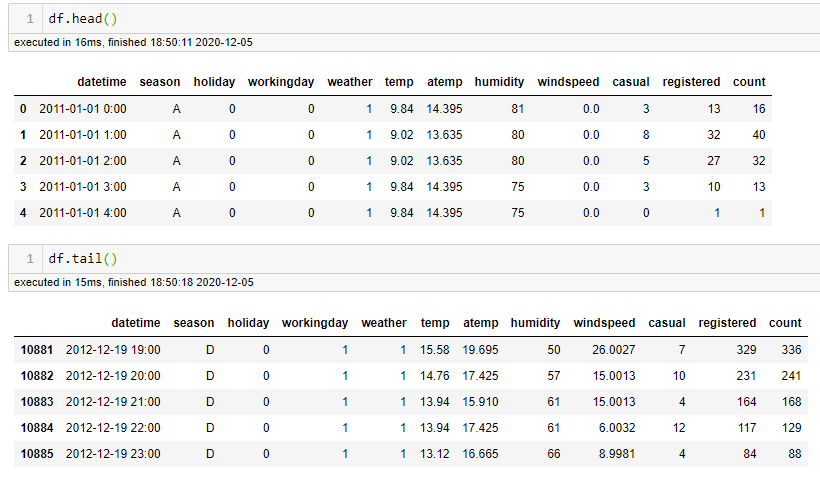 1 df.head()
executed in 16ms, finished 18:50:11 2020-12-05
datetime season holiday workingday weather temp atemp humidity windspeed casual registered count
0 2011-01-01 0:00 A 0 0 1 9.84 14.395 81 0.0 3 13 16
1 2011-01-01 1:00 A 0 0 1 9.02 13.635 80 0.0 8 32 40
2 2011-01-01 2:00 A 0 0 1 9.02 13.635 80 0.0 5 27 32
3 2011-01-01 3:00 A 0 0 1 9.84 14.395 75 0.0 3 10 13
4 2011-01-01 4:00 A 0 0 1 9.84 14.395 75 0.0 0 1 1
1 df.tail()
executed in 15ms, finished 18:50:18 2020-12-05
datetime season holiday workingday weather temp atemp humidity windspeed casual registered count
10881 2012-12-19 19:00 D 0 1 1 15.58 19.695 50 26.0027 7 329 336
10882 2012-12-19 20:00 D 0 1 1 14.76 17.425 57 15.0013 10 231 241
10883 2012-12-19 21:00 D 0 1 1 13.94 15.910 61 15.0013 4 164 168
10884 2012-12-19 22:00 D 0 1 1 13.94 17.425 61 6.0032 12 117 129
10885 2012-12-19 23:00 D 0 1 1 13.12 16.665 66 8.9981 4 84 88